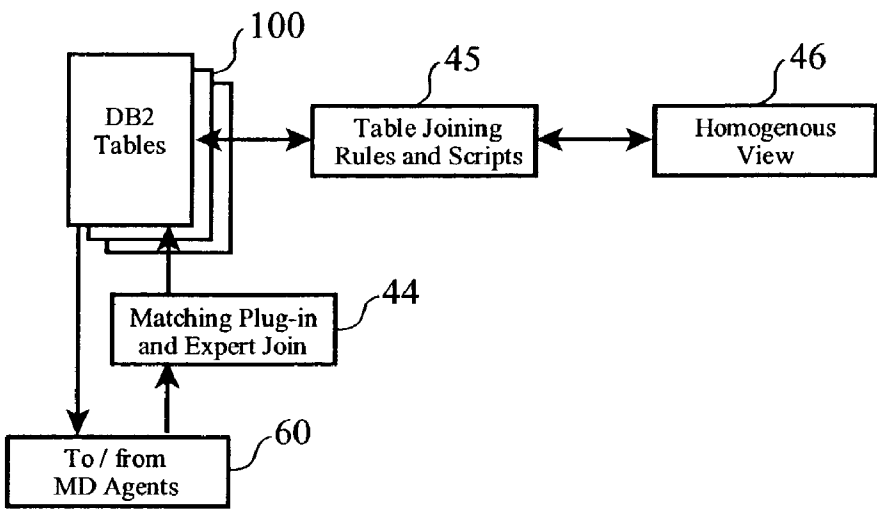 100
DB2
Tables
45
Table Joining
Rules and Scripts
46
Homogenous
View
44
Matching Plug-in
and Expert Join
60
To / from
MD Agents